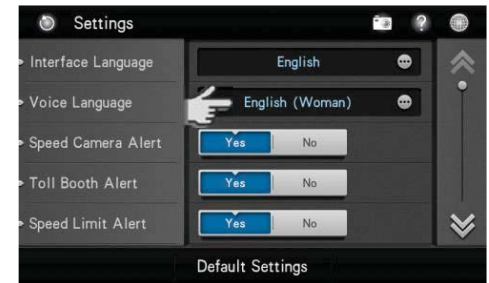 Settings
?
Interface Language English
Voice Language English (Woman)
Speed Camera Alert Yes No
Toll Booth Alert Yes No
Speed Limit Alert Yes No
Default Settings